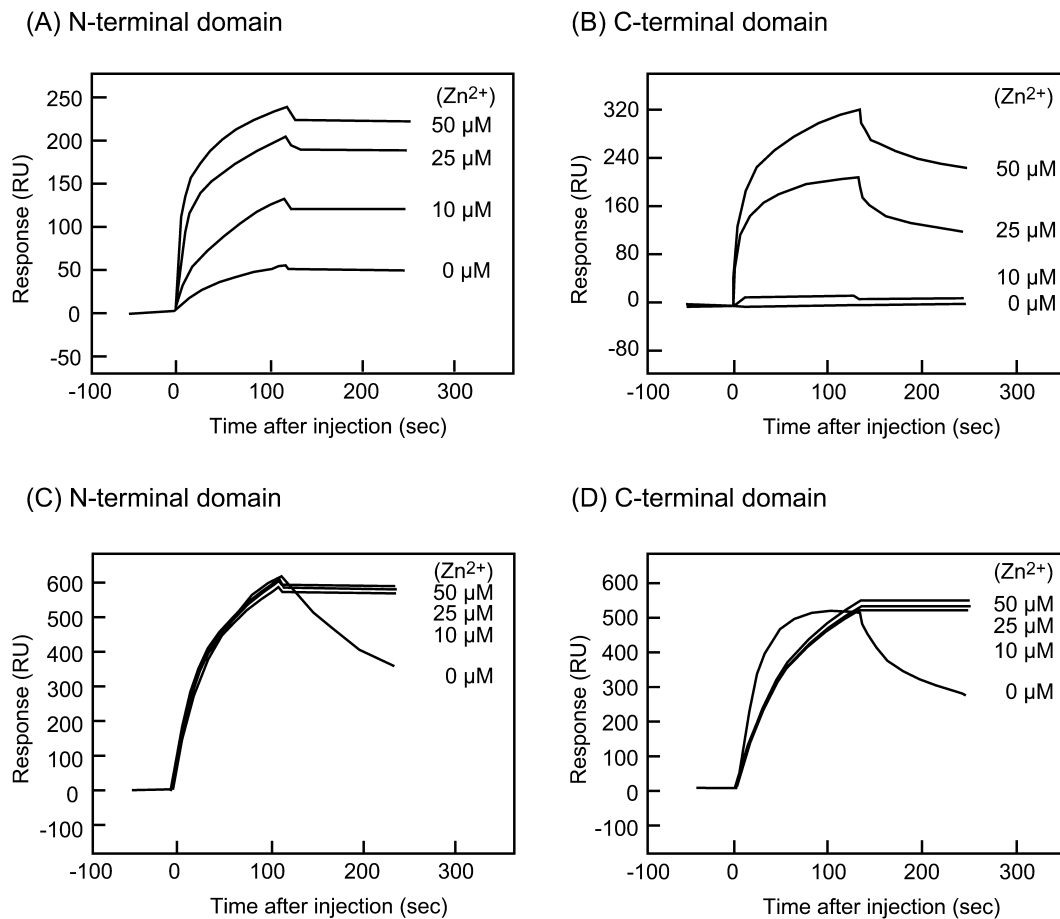 (A) N-terminal domain
250
200
150
100
50
0
-50
-100
0
100
200
300
Response (RU)
Time after injection (sec)
(Zn2+)
50 µM
25 µM
10 µM
0 µM
(B) C-terminal domain
320
240
160
80
0
-80
-100
0
100
200
300
Response (RU)
Time after injection (sec)
(Zn2+)
50 µM
25 µM
10 µM
0 µM
(C) N-terminal domain
600
500
400
300
200
100
0
-100
-100
0
100
200
300
Response (RU)
Time after injection (sec)
(Zn2+)
50 µM
25 µM
10 µM
0 µM
(D) C-terminal domain
600
500
400
300
200
100
0
-100
-100
0
100
200
300
Response (RU)
Time after injection (sec)
(Zn2+)
50 µM
25 µM
10 µM
0 µM